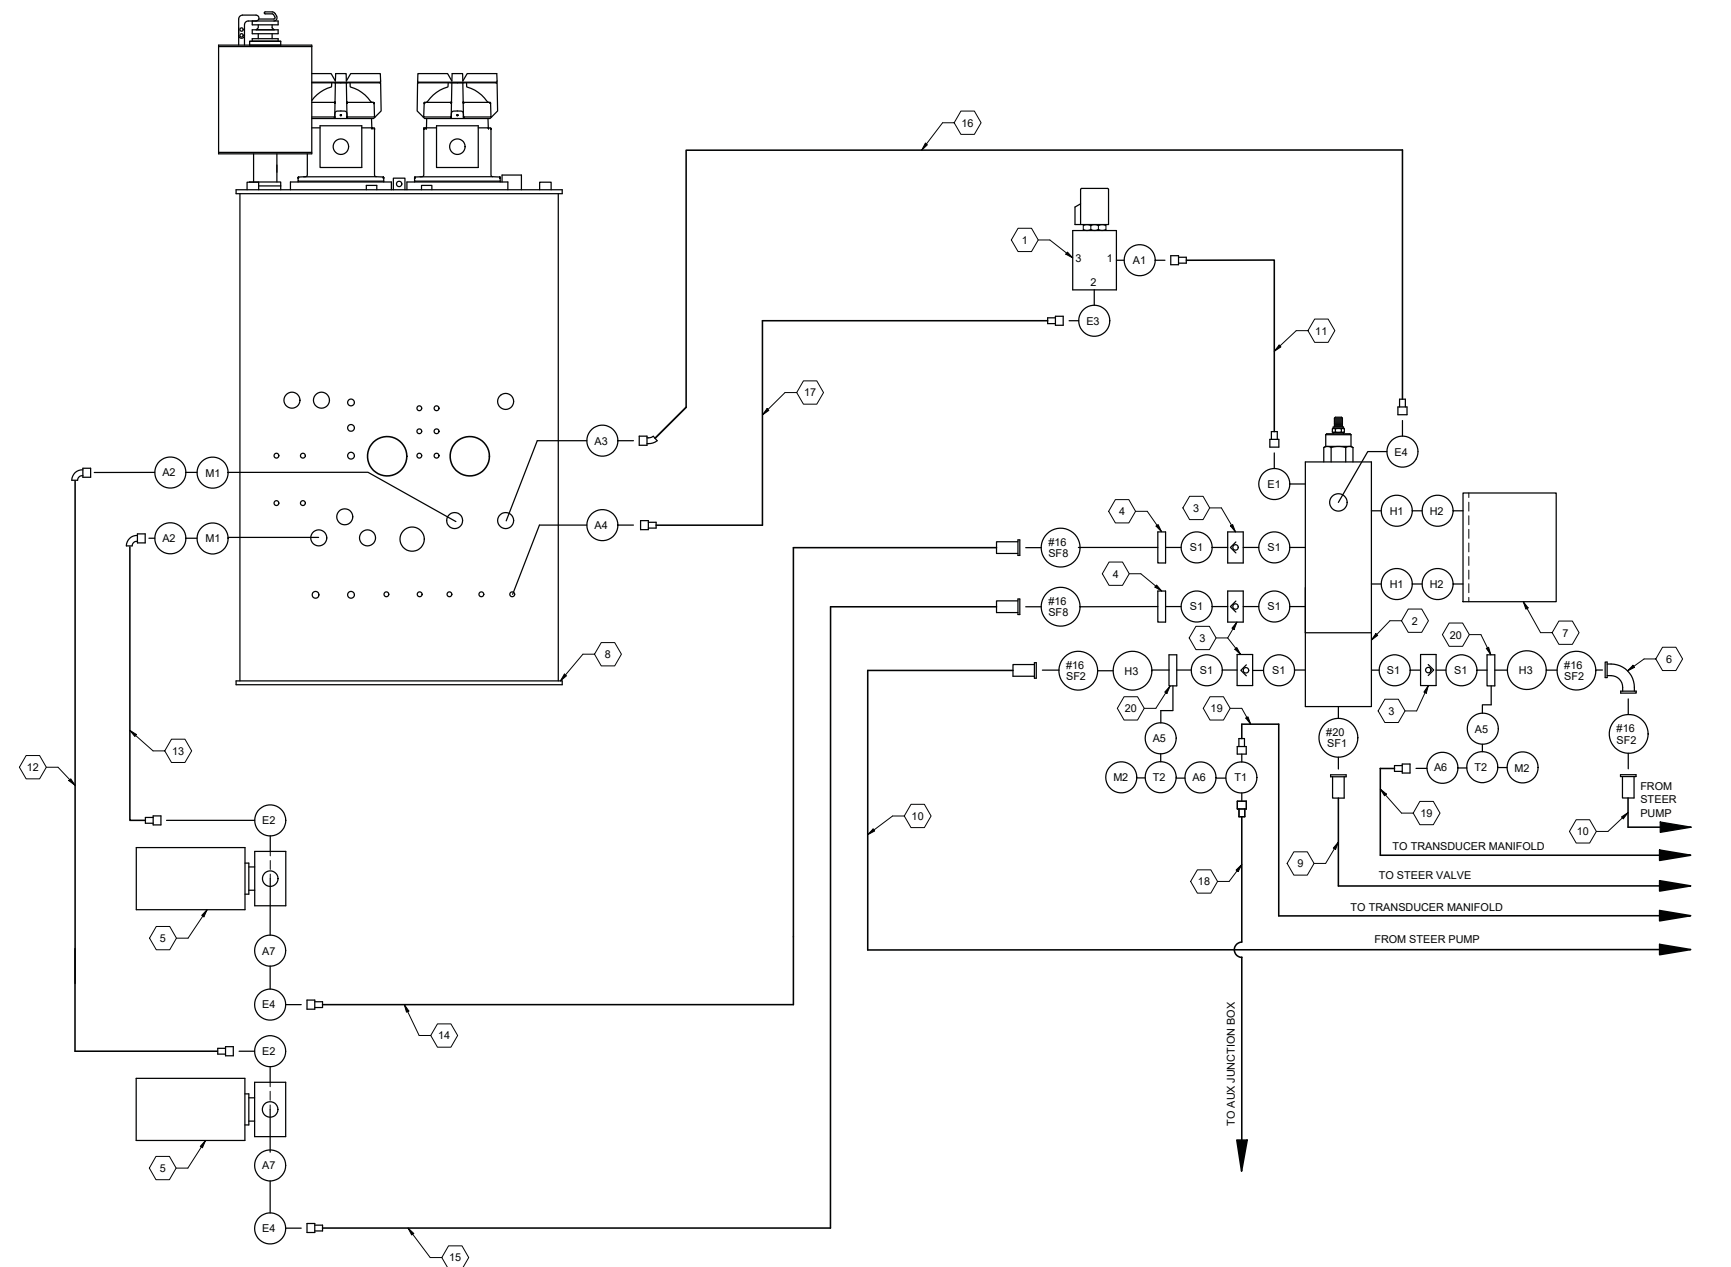 16
1
3
1
A1
2
E3
11
17
A3
E4
A2
M1
E1
4
3
H1
H2
A4
A2
M1
#16
SF8
S1
S1
4
H1
H2
#16
SF8
S1
S1
2
20
7
3
8
#16
SF2
H3
S1
S1
S1
S1
H3
#16
SF2
6
20
19
3
A5
#20
SF1
A5
#16
SF2
13
12
M2
T2
A6
T1
A6
T2
M2
FROM
STEER
PUMP
19
10
10
E2
TO TRANSDUCER MANIFOLD
9
TO STEER VALVE
18
TO TRANSDUCER MANIFOLD
5
FROM STEER PUMP
A7
E4
14
TO AUX JUNCTION BOX
E2
5
A7
E4
15